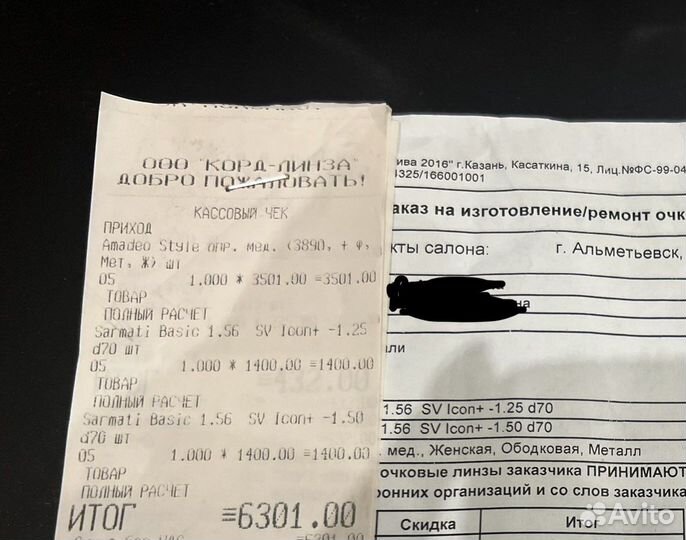 ООО "КОРД-ЛИНЗА"
ДОБРО ПОЖАЛОВАТЬ!
КАССОВЫЙ ЧЕК
ПРИХОД
Amadeo Style опр. мед. (3890, + φ,
Мет, Ж) шт
05 1.000 * 3501.00 =3501.00
ТОВАР
ПОЛНЫЙ РАСЧЕТ
Sarmati Basic 1.56 SV Icon+ -1.25
d70 шт
05 1.000 * 1400.00 =1400.00
ТОВАР
ПОЛНЫЙ РАСЧЕТ
Sarmati Basic 1.56 SV Icon+ -1.50
d70 шт
05 1.000 * 1400.00 =1400.00
ТОВАР
ПОЛНЫЙ РАСЧЕТ
ИТОГ =6301.00
ива 2016" г.Казань, Касаткина, 15, Лиц.№ФС-99-04
1325/166001001
аказ на изготовление/ремонт очк
кты салона: г. Альметьевск,
на
али
1.56 SV Icon+ -1.25 d70
1.56 SV Icon+ -1.50 d70
. мед., Женская, Ободковая, Металл
очковые линзы заказчика ПРИНИМАЮТ
ронних организаций и со слов заказчика
Скидка Итог
Avito